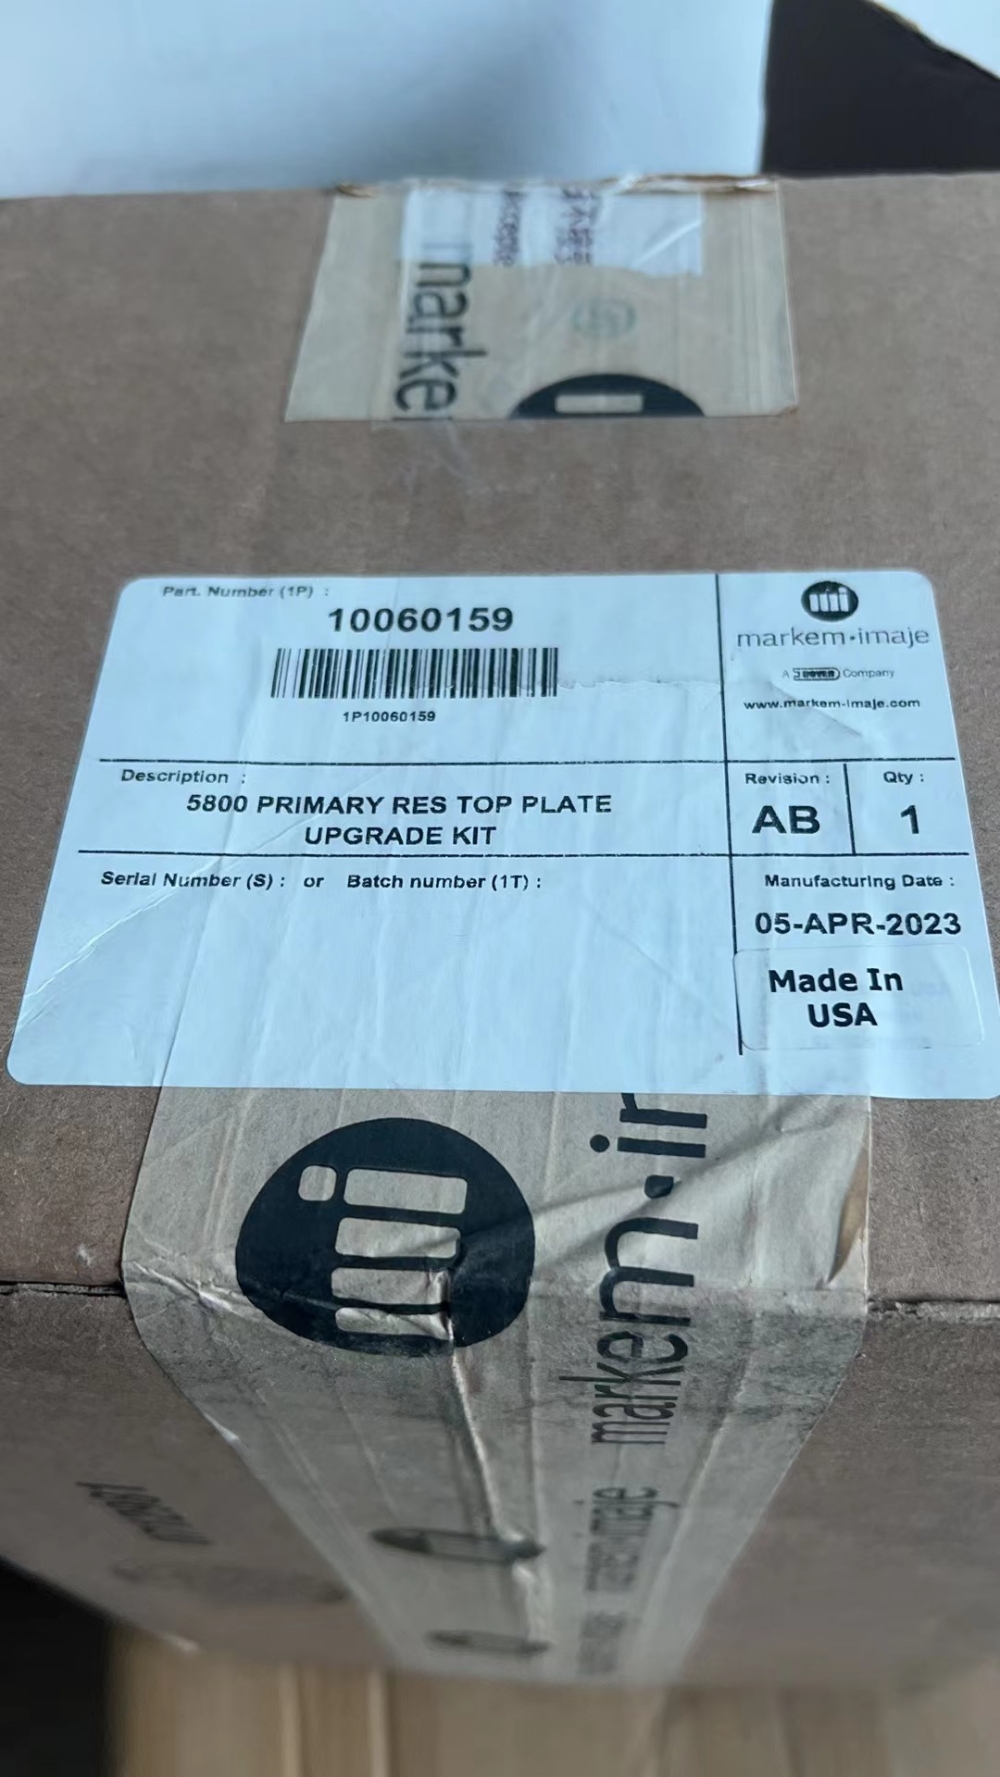 marke
Part. Number (1P) :
10060159
1P10060159
markem·imaje
A DOVER Company
www.markem-imaje.com
Description :
5800 PRIMARY RES TOP PLATE
UPGRADE KIT
Revision :
AB
Qty :
1
Serial Number (S) : or Batch number (1T) :
Manufacturing Date :
05-APR-2023
Made In
USA
markem·im
markem·imaje